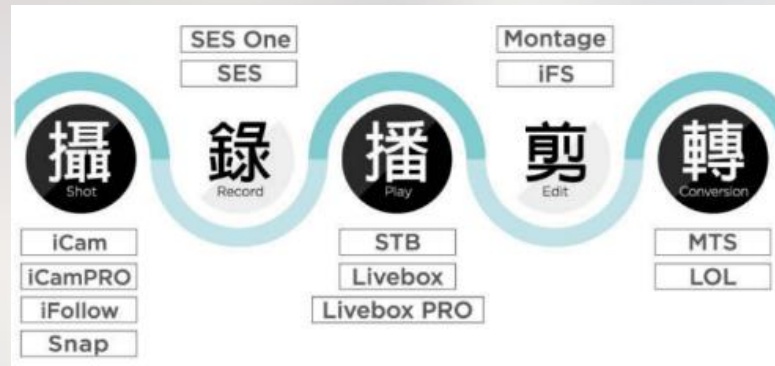 SES One
SES
Montage
iFS
攝
Shot
錄
Record
播
Play
剪
Edit
轉
Conversion
iCam
iCamPRO
iFollow
Snap
STB
Livebox
Livebox PRO
MTS
LOL